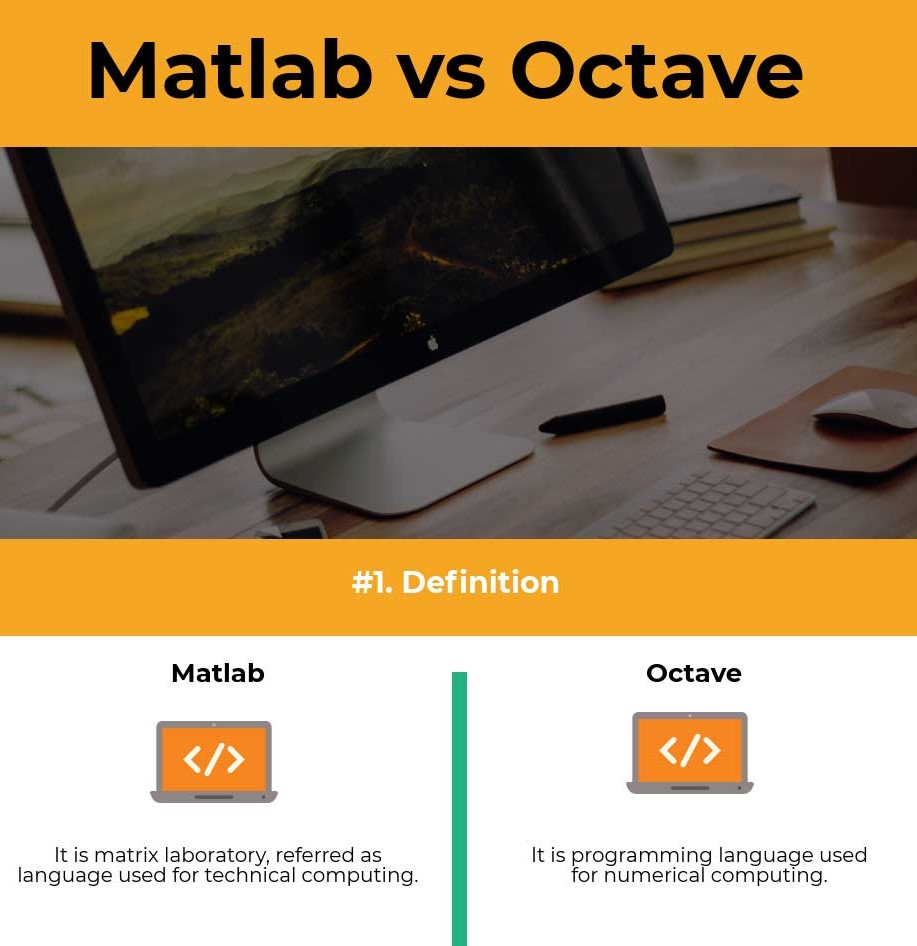 Matlab vs Octave
#1. Definition
Matlab
</>
It is matrix laboratory, referred as
language used for technical computing.
Octave
</>
It is programming language used
for numerical computing.